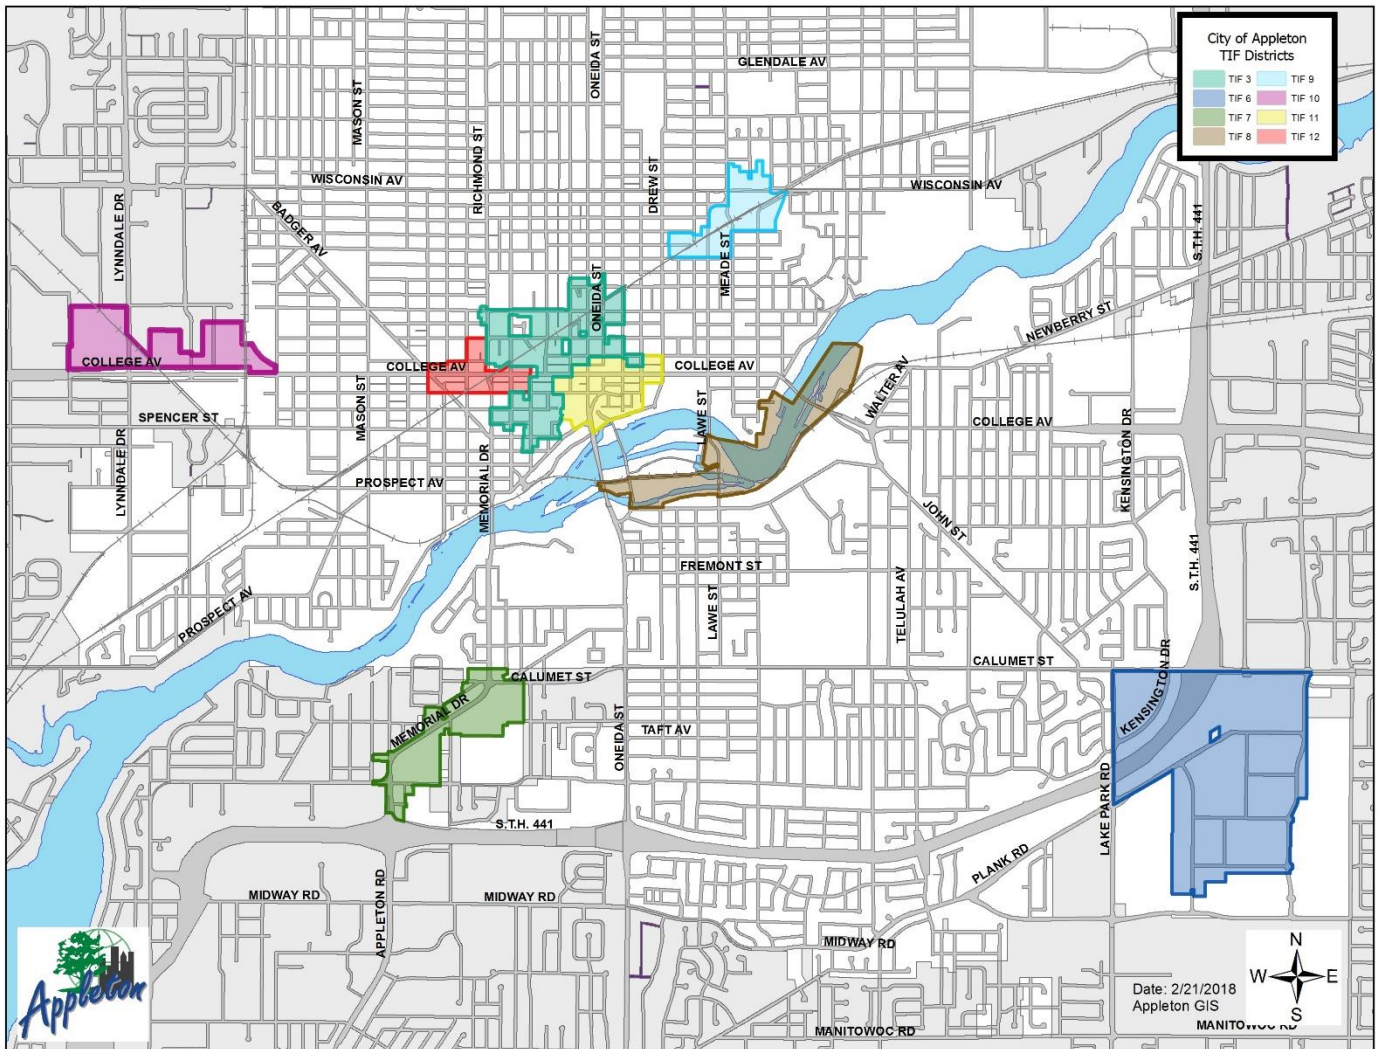 City of Appleton
TIF Districts
TIF 3
TIF 9
TIF 6
TIF 10
TIF 7
TIF 11
TIF 8
TIF 12
ONEIDA ST
GLENDALE AV
MASON ST
RICHMOND ST
WISCONSIN AV
DREW ST
WISCONSIN AV
LYNNDALE DR
BADGER AV
S.T.H. 441
MEADE ST
ONEIDA ST
NEWBERRY ST
COLLEGE AV
COLLEGE AV
COLLEGE AV
WALTER AV
MASON ST
SPENCER ST
LAWE ST
COLLEGE AV
KENSINGTON DR
LYNNDALE DR
MEMORIAL DR
PROSPECT AV
JOHN ST
S.T.H. 441
FREMONT ST
PROSPECT AV
LAWE ST
TELULAH AV
CALUMET ST
CALUMET ST
KENSINGTON DR
MEMORIAL DR
ONEIDA ST
TAFT AV
LAKE PARK RD
S.T.H. 441
PLANK RD
MIDWAY RD
MIDWAY RD
APPLETON RD
MIDWAY RD
N
W E
S
Date: 2/21/2018
Appleton GIS
Appleton
MANITOWOC RD
MANITOWOC RD